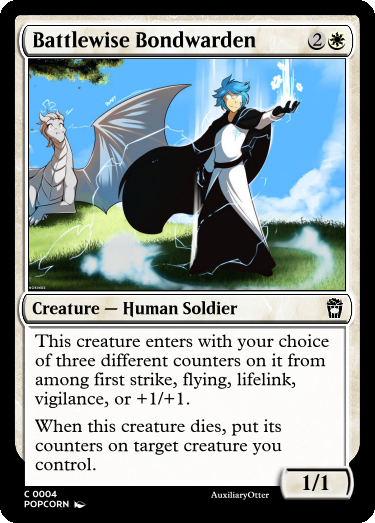 Battlewise Bondwarden 2
Creature — Human Soldier
This creature enters with your choice
of three different counters on it from
among first strike, flying, lifelink,
vigilance, or +1/+1.
When this creature dies, put its
counters on target creature you
control.
1/1
C 0004
POPCORN
AuxiliaryOtter